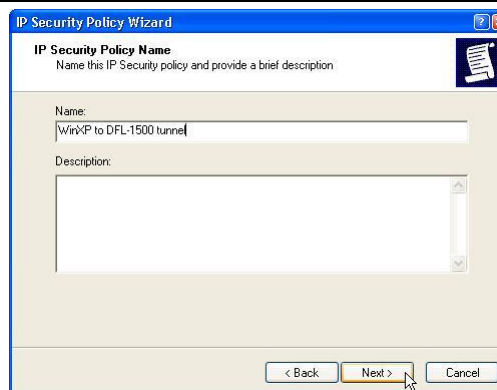 IP Security Policy Wizard
IP Security Policy Name
Name this IP Security policy and provide a brief description
Name:
WinXP to DFL-1500 tunnel
Description:
< Back
Next >
Cancel